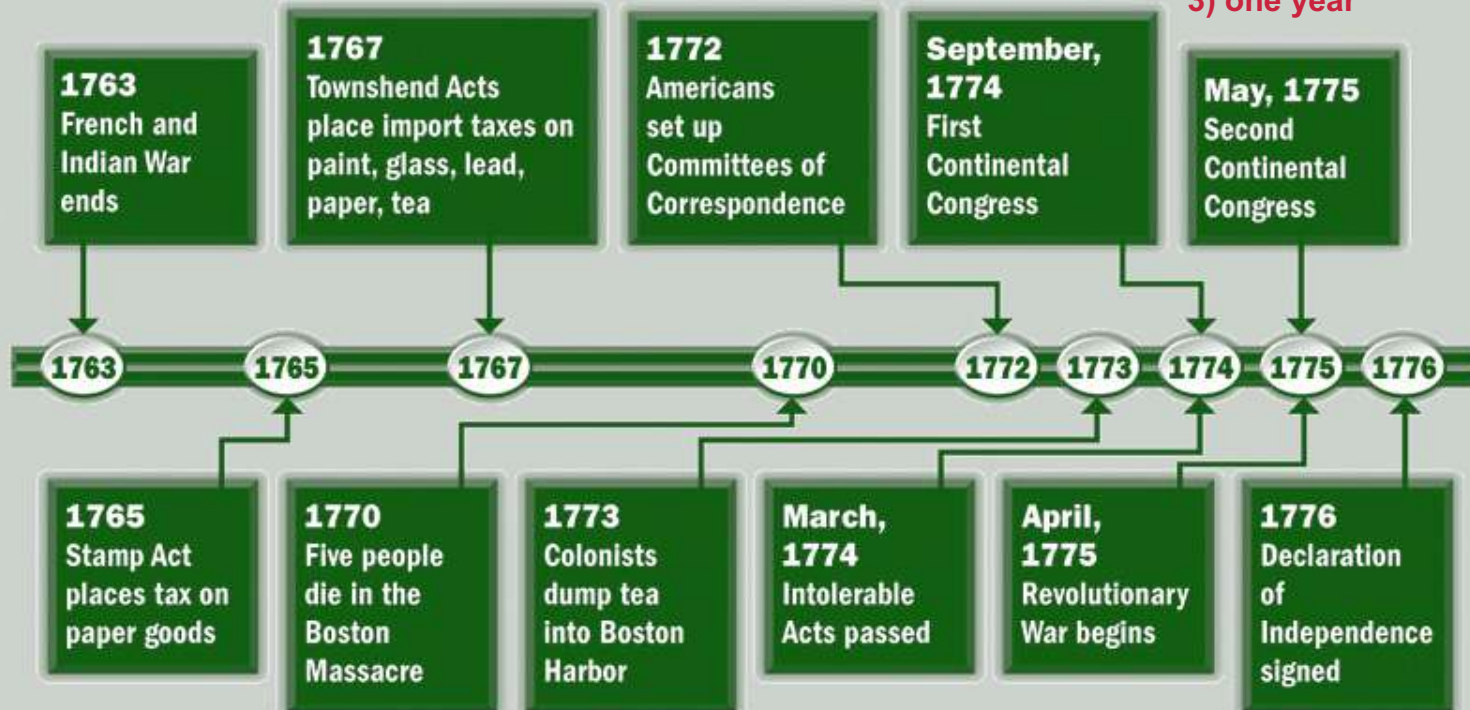 3) one year
1763
French and
Indian War
ends
1767
Townshend Acts
place import taxes on
paint, glass, lead,
paper, tea
1772
Americans
set up
Committees of
Correspondence
September,
1774
First
Continental
Congress
May, 1775
Second
Continental
Congress
1763 1765 1767 1770 1772 1773 1774 1775 1776
1765
Stamp Act
places tax on
paper goods
1770
Five people
die in the
Boston
Massacre
1773
Colonists
dump tea
into Boston
Harbor
March,
1774
Intolerable
Acts passed
April,
1775
Revolutionary
War begins
1776
Declaration
of
Independence
signed